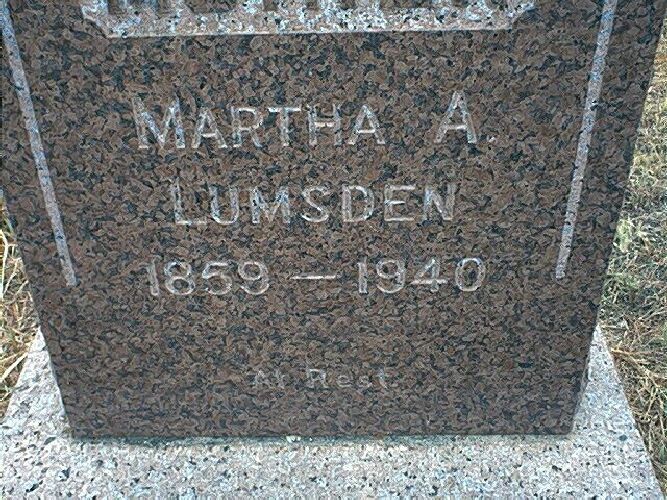 MARTHA A.
LUMSDEN
1859 — 1940
At Rest